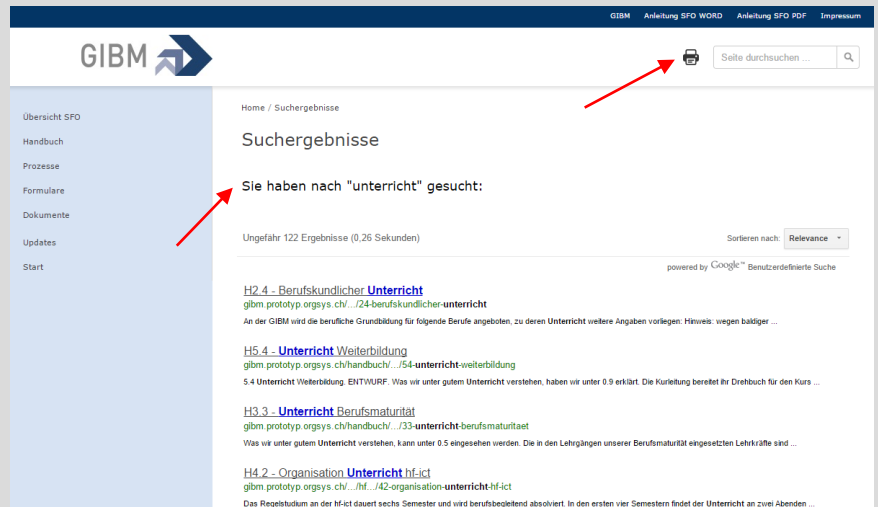 GIBM Anleitung SFO WORD Anleitung SFO PDF Impressum
GIBM
Seite durchsuchen ...
Übersicht SFO
Handbuch
Prozesse
Formulare
Dokumente
Updates
Start
Home / Suchergebnisse
Suchergebnisse
Sie haben nach "unterricht" gesucht:
Ungefähr 122 Ergebnisse (0,26 Sekunden)
Sortieren nach: Relevance
powered by Google™ Benutzerdefinierte Suche
H2.4 - Berufskundlicher Unterricht
gibm.prototyp.orgsys.ch/.../24-berufskundlicher-unterricht
An der GIBM wird die berufliche Grundbildung für folgende Berufe angeboten, zu deren Unterricht weitere Angaben vorliegen: Hinweis: wegen baldiger ...
H5.4 - Unterricht Weiterbildung
gibm.prototyp.orgsys.ch/handbuch/.../54-unterricht-weiterbildung
5.4 Unterricht Weiterbildung. ENTWURF. Was wir unter gutem Unterricht verstehen, haben wir unter 0.9 erklärt. Die Kurleitung bereitet ihr Drehbuch für den Kurs ...
H3.3 - Unterricht Berufsmaturität
gibm.prototyp.orgsys.ch/handbuch/.../33-unterricht-berufsmaturitaet
Was wir unter gutem Unterricht verstehen, kann unter 0.5 eingesehen werden. Die in den Lehrgängen unserer Berufsmaturität eingesetzten Lehrkräfte sind ...
H4.2 - Organisation Unterricht hf-ict
gibm.prototyp.orgsys.ch/.../hf.../42-organisation-unterricht-hf-ict
Das Regelstudium an der hf-ict dauert sechs Semester und wird berufsbegleitend absolviert. In den ersten vier Semestern findet der Unterricht an zwei Abenden ...